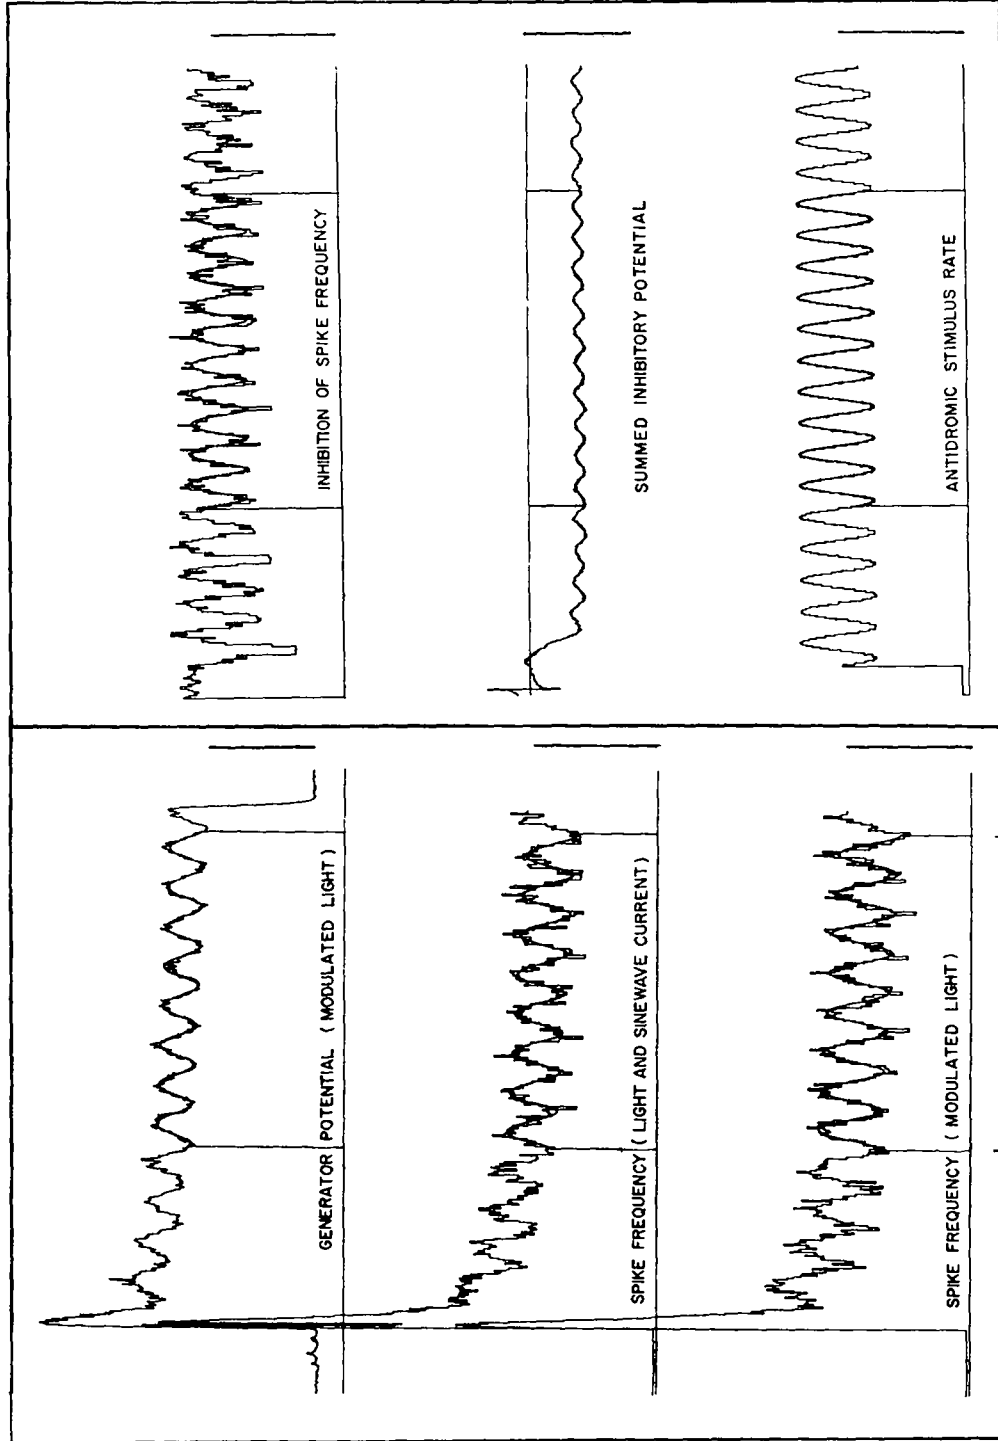 GENERATOR POTENTIAL (MODULATED LIGHT)
SPIKE FREQUENCY (LIGHT AND SINEWAVE CURRENT)
SPIKE FREQUENCY (MODULATED LIGHT)
INHIBITION OF SPIKE FREQUENCY
SUMMED INHIBITORY POTENTIAL
ANTIDROMIC STIMULUS RATE